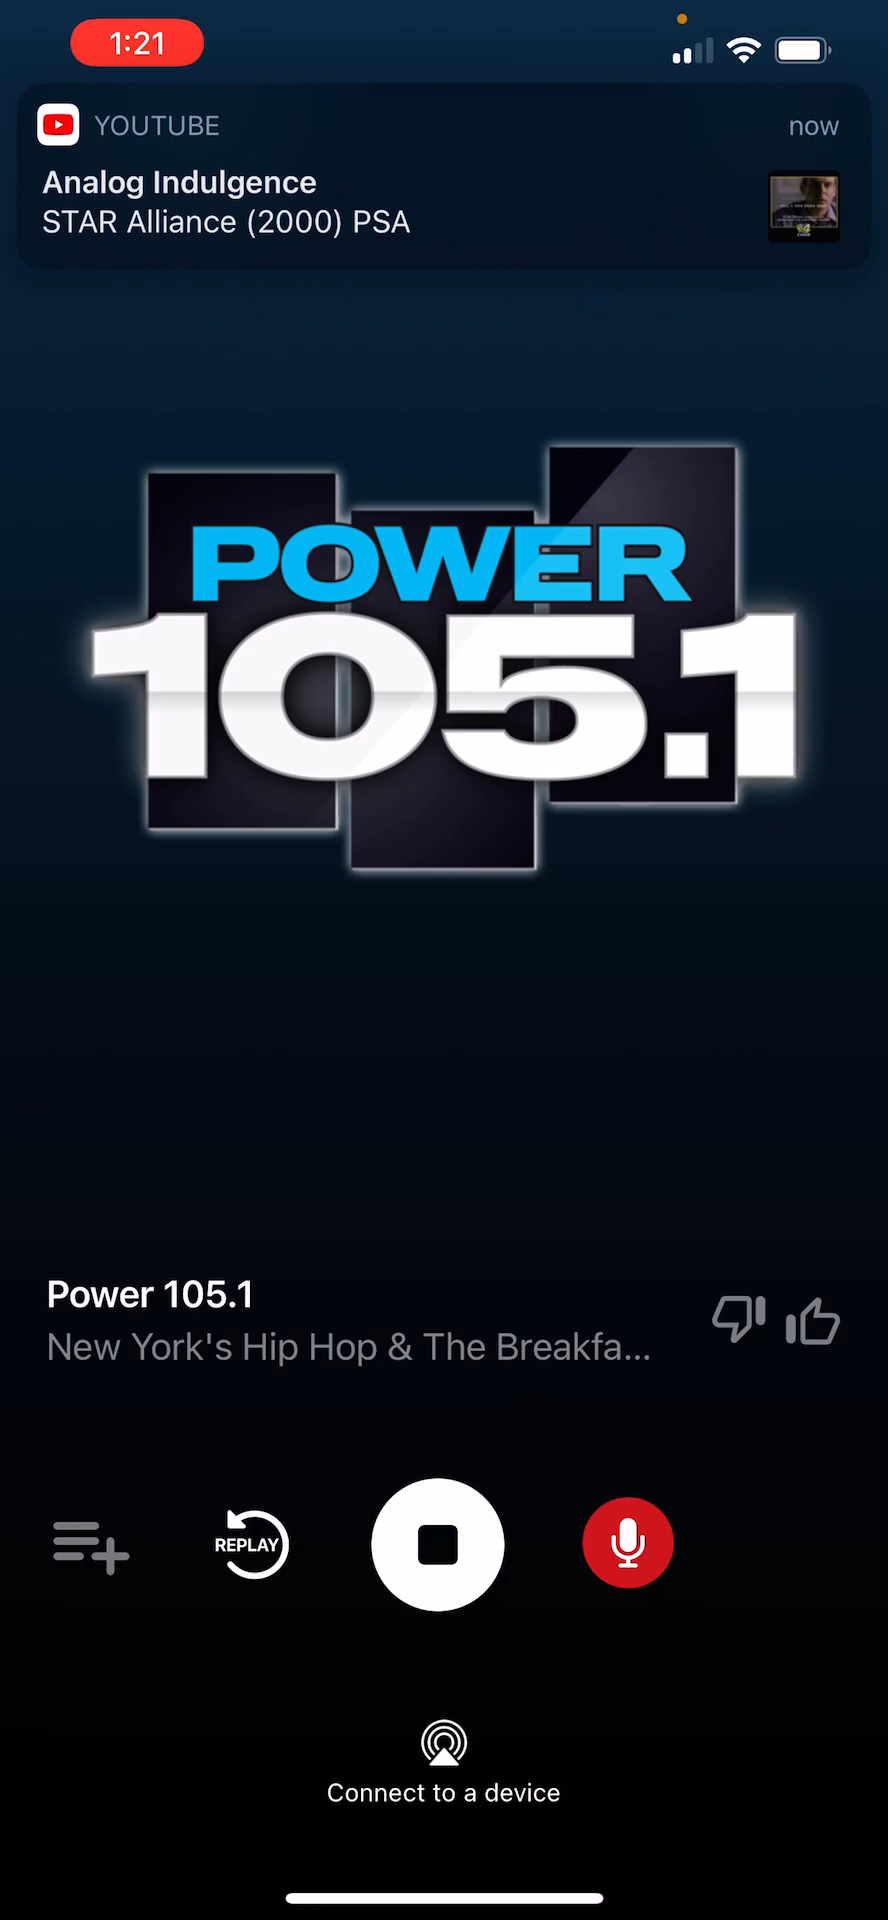 1:21
YOUTUBE
now
Analog Indulgence
STAR Alliance (2000) PSA
POWER
105.1
Power 105.1
New York's Hip Hop & The Breakfa...
REPLAY
Connect to a device